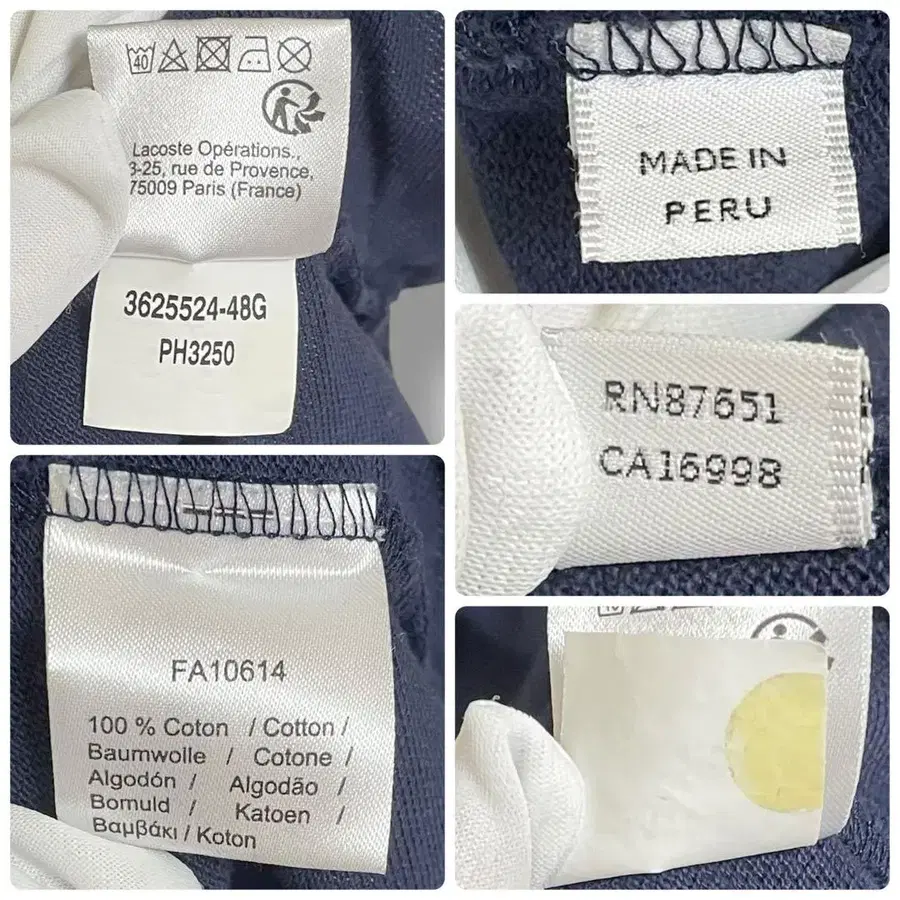 40
Lacoste Opérations.,
3-25, rue de Provence,
75009 Paris (France)
3625524-48G
PH3250
MADE IN
PERU
RN87651
CA16998
FA10614
100 % Coton / Cotton /
Baumwolle / Cotone /
Algodón / Algodão /
Bomuld / Katoen /
Βαμβάκι / Koton